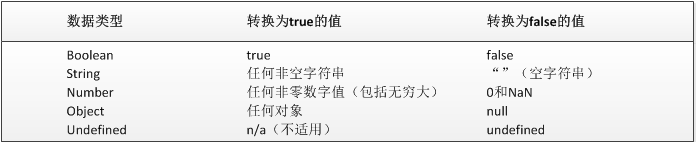 数据类型 转换为true的值 转换为false的值
Boolean true false
String 任何非空字符串 “”（空字符串）
Number 任何非零数字值（包括无穷大） 0和NaN
Object 任何对象 null
Undefined n/a（不适用） undefined